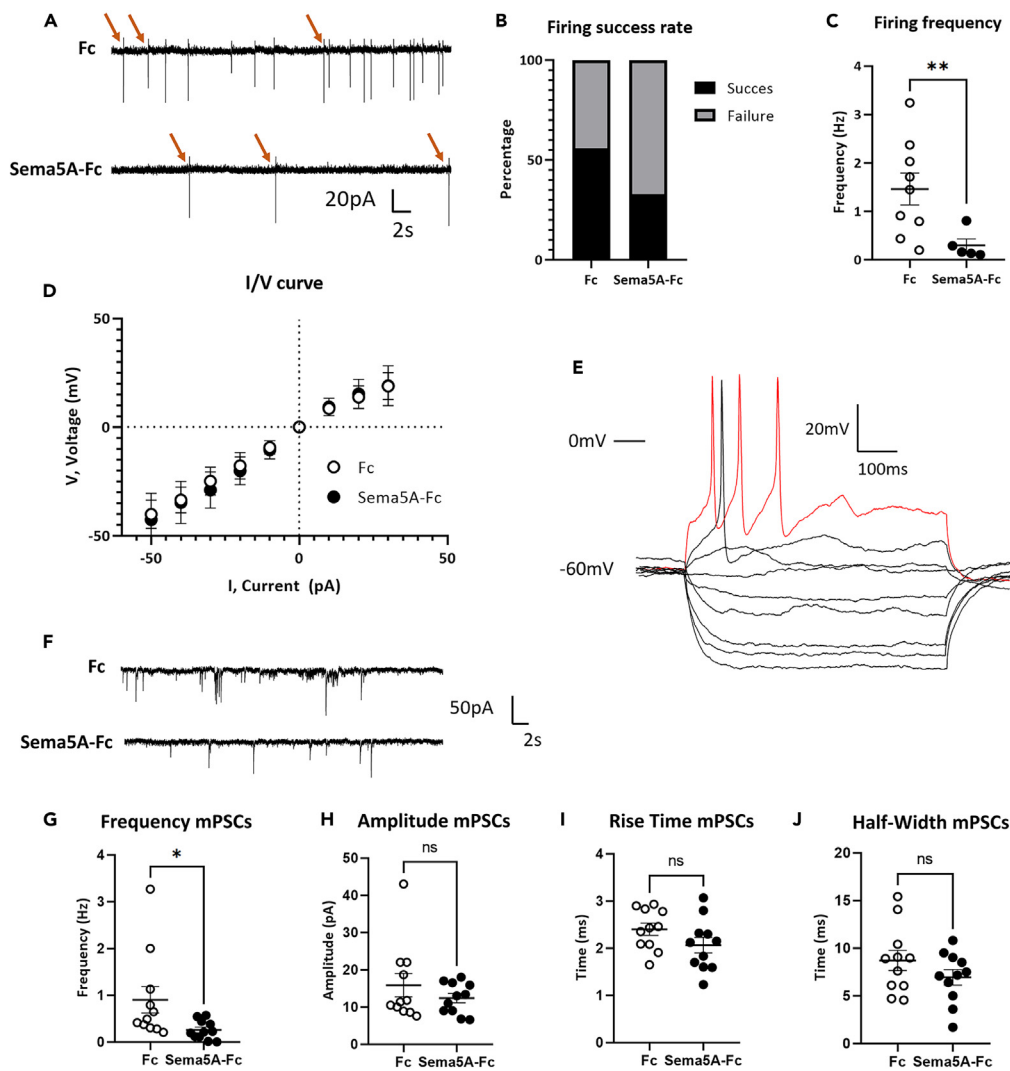 A
Fc
Sema5A-Fc
20pA
2s
B
Firing success rate
100
50
0
Percentage
Fc
Sema5A-Fc
Succes
Failure
C
Firing frequency
**
4
3
2
1
0
Frequency (Hz)
Fc
Sema5A-Fc
D
I/V curve
50
0
-50
V, Voltage (mV)
Fc
Sema5A-Fc
-50
0
50
I, Current (pA)
E
0mV
20mV
100ms
-60mV
F
Fc
Sema5A-Fc
50pA
2s
G
Frequency mPSCs
*
4
3
2
1
0
Frequency (Hz)
Fc
Sema5A-Fc
H
Amplitude mPSCs
ns
50
40
30
20
10
0
Amplitude (pA)
Fc
Sema5A-Fc
I
Rise Time mPSCs
ns
4
3
2
1
0
Time (ms)
Fc
Sema5A-Fc
J
Half-Width mPSCs
ns
20
15
10
5
0
Time (ms)
Fc
Sema5A-Fc